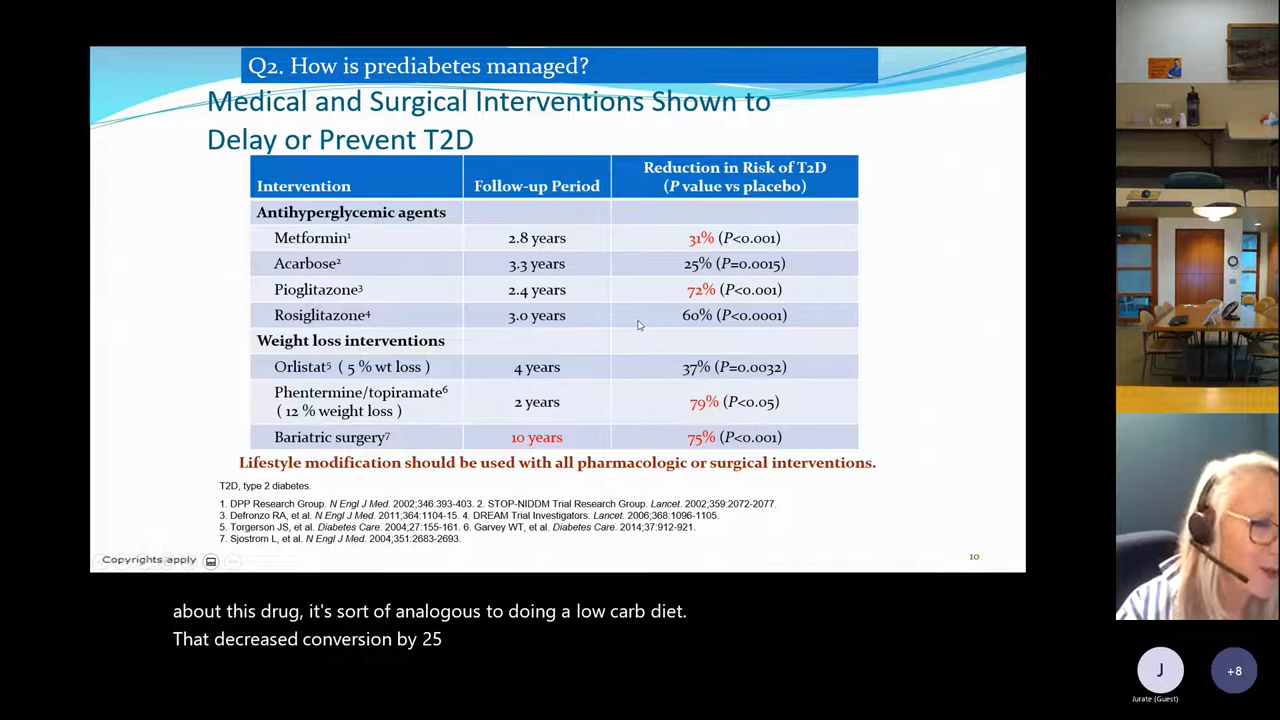 Q2. How is prediabetes managed?
Medical and Surgical Interventions Shown to
Delay or Prevent T2D
Intervention Follow-up Period Reduction in Risk of T2D (P value vs placebo)
Antihyperglycemic agents
Metformin¹ 2.8 years 31% (P<0.001)
Acarbose² 3.3 years 25% (P=0.0015)
Pioglitazone³ 2.4 years 72% (P<0.001)
Rosiglitazone⁴ 3.0 years 60% (P<0.0001)
Weight loss interventions
Orlistat⁵ ( 5 % wt loss ) 4 years 37% (P=0.0032)
Phentermine/topiramate⁶ ( 12 % weight loss ) 2 years 79% (P<0.05)
Bariatric surgery⁷ 10 years 75% (P<0.001)
Lifestyle modification should be used with all pharmacologic or surgical interventions.
T2D, type 2 diabetes.
1. DPP Research Group. N Engl J Med. 2002;346:393-403. 2. STOP-NIDDM Trial Research Group. Lancet. 2002;359:2072-2077.
3. Defronzo RA, et al. N Engl J Med. 2011;364:1104-15. 4. DREAM Trial Investigators. Lancet. 2006;368:1096-1105.
5. Torgerson JS, et al. Diabetes Care. 2004;27:155-161. 6. Garvey WT, et al. Diabetes Care. 2014;37:912-921.
7. Sjostrom L, et al. N Engl J Med. 2004;351:2683-2693.
Copyrights apply
10
about this drug, it's sort of analogous to doing a low carb diet.
That decreased conversion by 25
J
+8
Jurate (Guest)